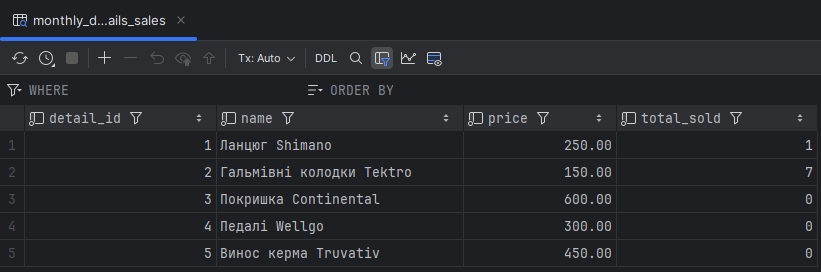 monthly_d...ails_sales
Tx: Auto DDL
WHERE ORDER BY
detail_id name price total_sold
1 1 Ланцюг Shimano 250.00 1
2 2 Гальмівні колодки Tektro 150.00 7
3 3 Покришка Continental 600.00 0
4 4 Педалі Wellgo 300.00 0
5 5 Винос керма Truvativ 450.00 0